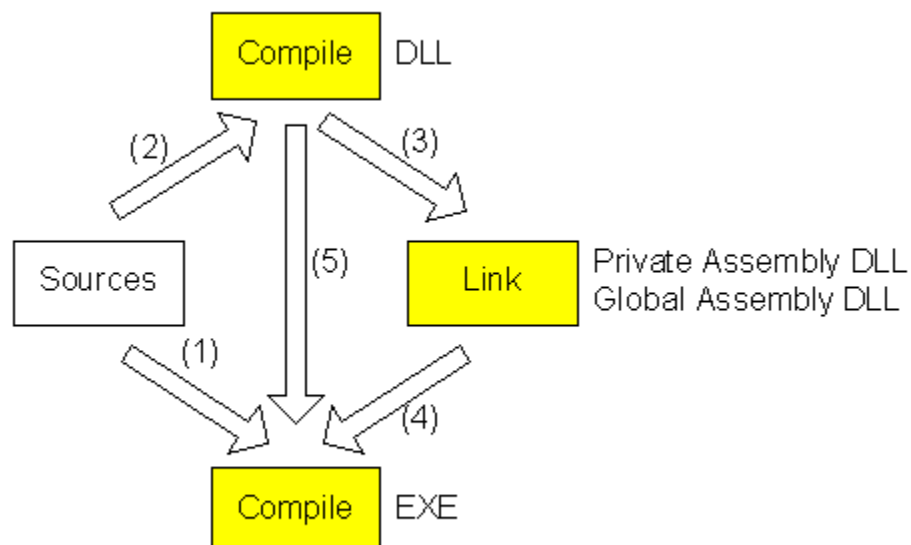 Compile DLL
(2)
(3)
Sources
(5)
Link
Private Assembly DLL
Global Assembly DLL
(1)
(4)
Compile EXE